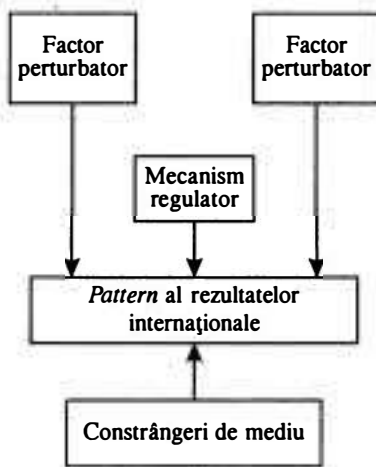 Factor
perturbator
Factor
perturbator
Mecanism
regulator
Pattern al rezultatelor
internaţionale
Constrângeri de mediu